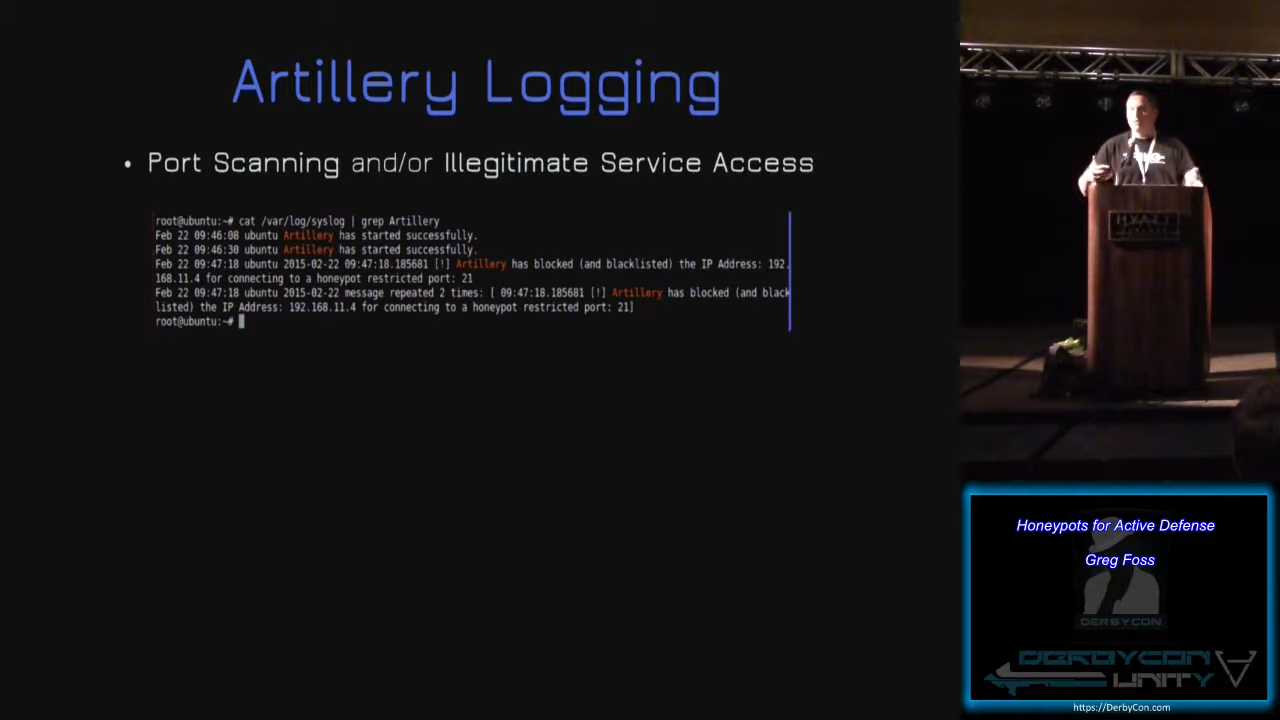 Artillery Logging
• Port Scanning and/or Illegitimate Service Access
root@ubuntu:~# cat /var/log/syslog | grep Artillery
Feb 22 09:46:08 ubuntu Artillery has started successfully.
Feb 22 09:46:30 ubuntu Artillery has started successfully.
Feb 22 09:47:18 ubuntu 2015-02-22 09:47:18.185681 [!] Artillery has blocked (and blacklisted) the IP Address: 192.
168.11.4 for connecting to a honeypot restricted port: 21
Feb 22 09:47:18 ubuntu 2015-02-22 message repeated 2 times: [ 09:47:18.185681 [!] Artillery has blocked (and black
listed) the IP Address: 192.168.11.4 for connecting to a honeypot restricted port: 21]
root@ubuntu:~#
HYATT
Honeypots for Active Defense
Greg Foss
DERBYCON
DERBYCON
UNITY
https://DerbyCon.com